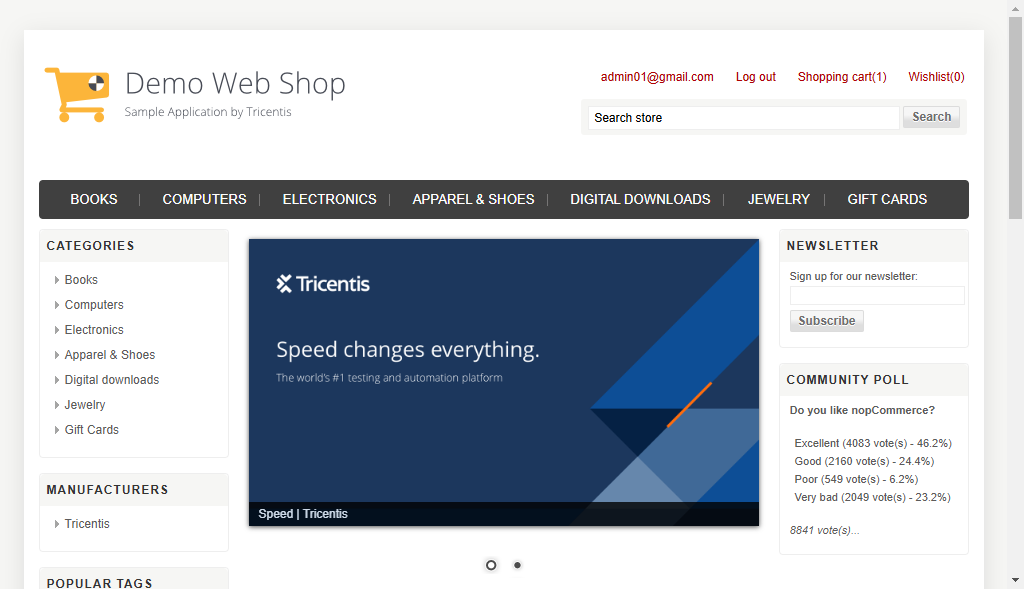 Demo Web Shop
Sample Application by Tricentis
admin01@gmail.com Log out Shopping cart(1) Wishlist(0)
Search store Search
BOOKS COMPUTERS ELECTRONICS APPAREL & SHOES DIGITAL DOWNLOADS JEWELRY GIFT CARDS
CATEGORIES
Books
Computers
Electronics
Apparel & Shoes
Digital downloads
Jewelry
Gift Cards
MANUFACTURERS
Tricentis
POPULAR TAGS
Tricentis
Speed changes everything.
The world's #1 testing and automation platform
Speed | Tricentis
NEWSLETTER
Sign up for our newsletter:
Subscribe
COMMUNITY POLL
Do you like nopCommerce?
Excellent (4083 vote(s) - 46.2%)
Good (2160 vote(s) - 24.4%)
Poor (549 vote(s) - 6.2%)
Very bad (2049 vote(s) - 23.2%)
8841 vote(s)...